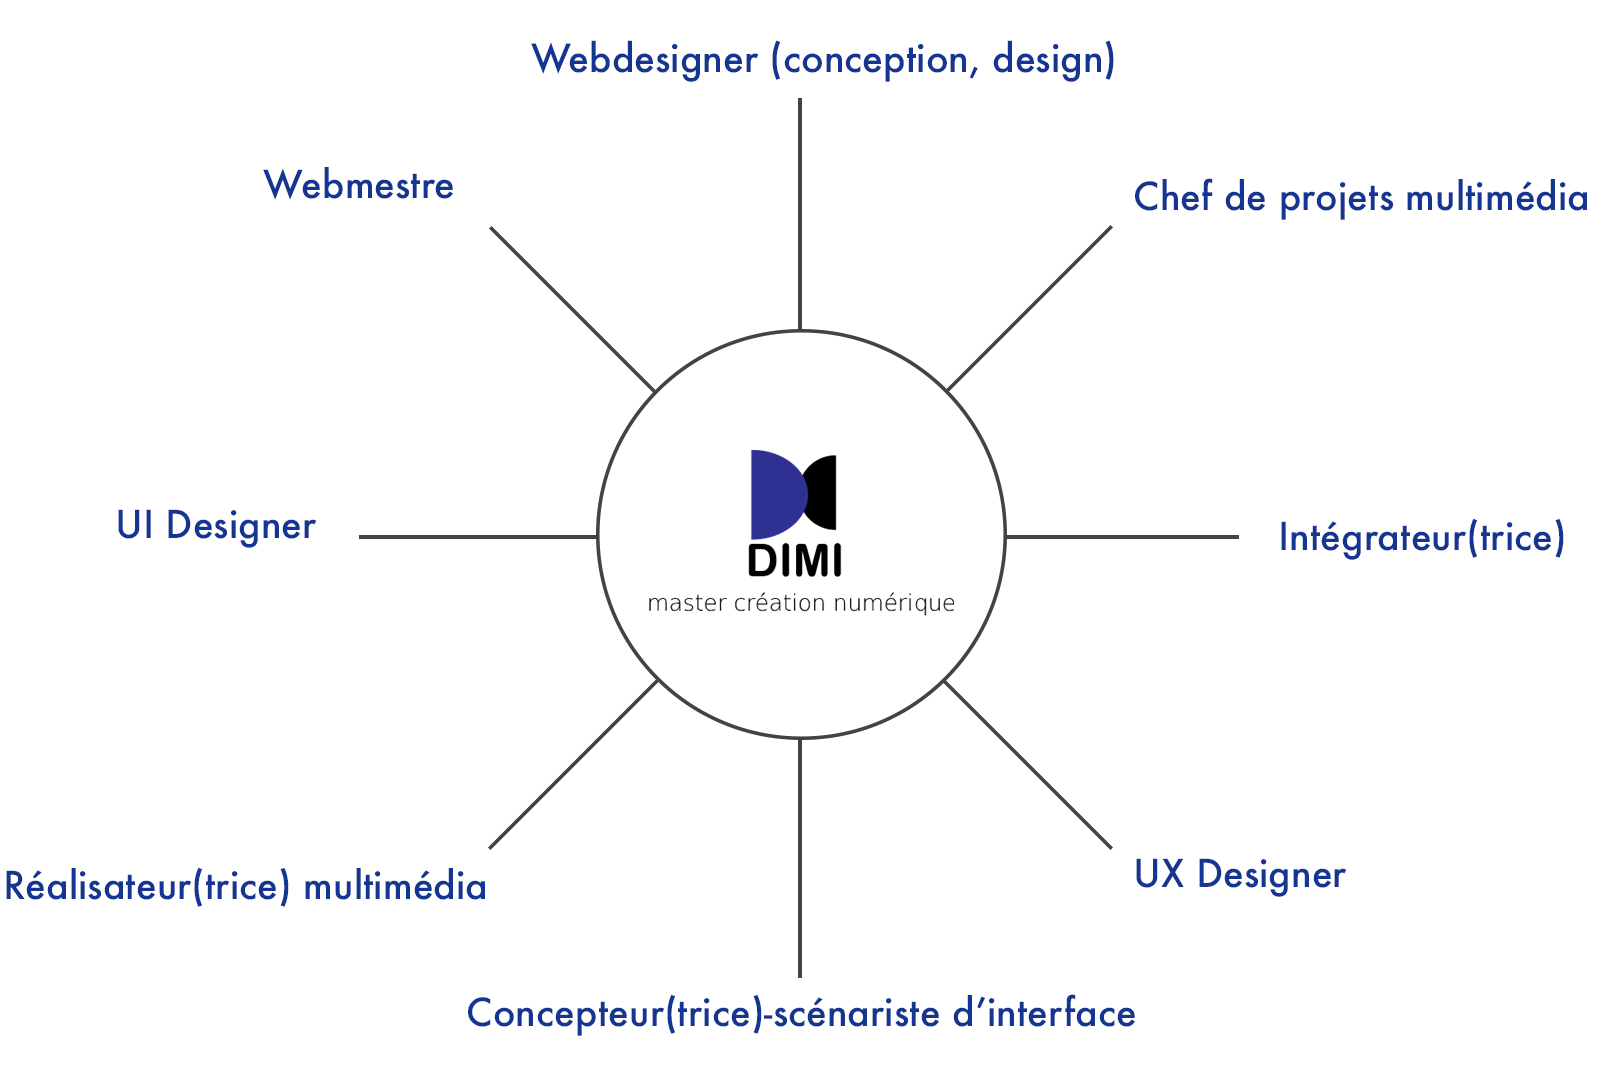 Webdesigner (conception, design)
Webmestre
Chef de projets multimédia
UI Designer
Intégrateur(trice)
DIMI
master création numérique
Réalisateur(trice) multimédia
UX Designer
Concepteur(trice)-scénariste d’interface